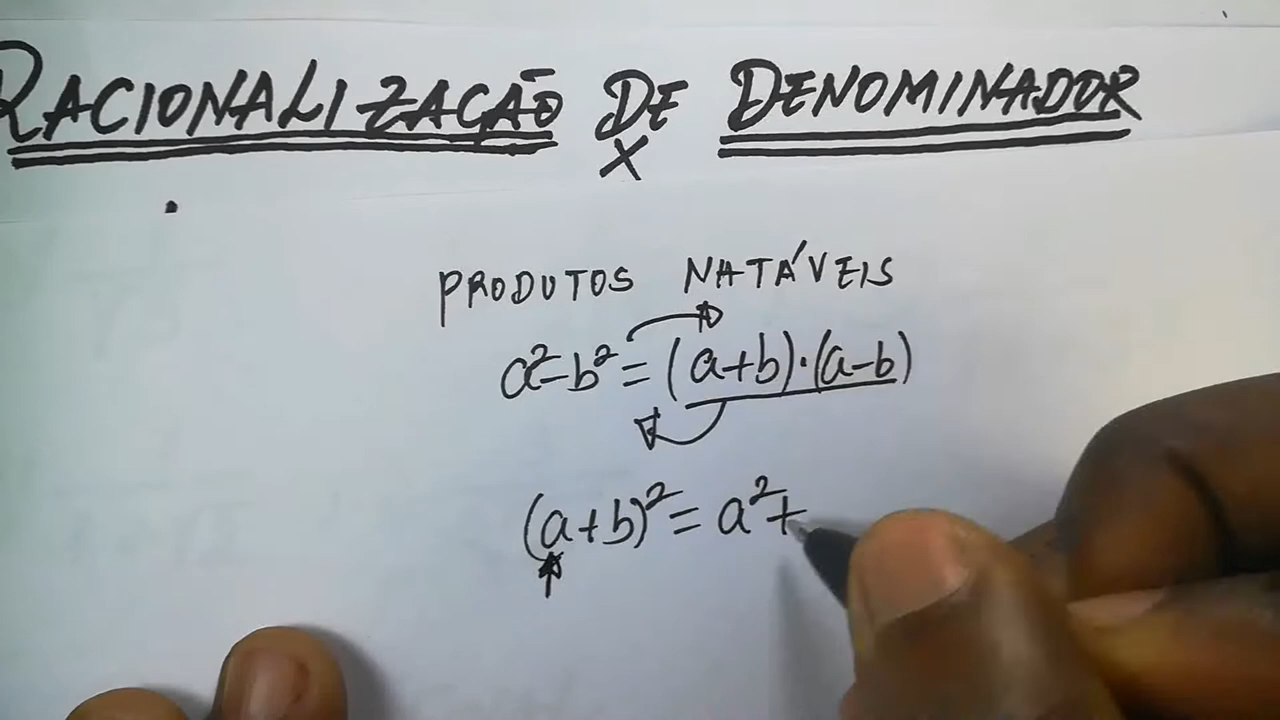 RACIONALIZAÇÃO DE DENOMINADOR
X
PRODUTOS NATÁVEIS
a²-b² = (a+b)·(a-b)
(a+b)² = a²+